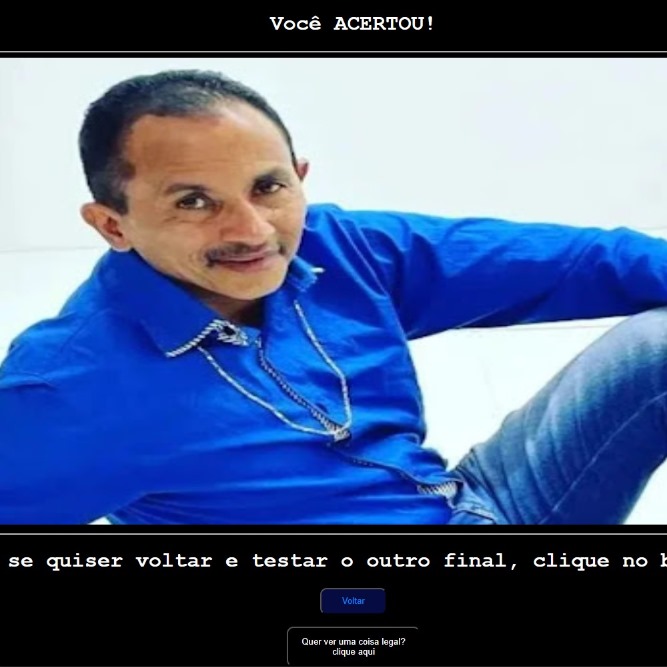 Você ACERTOU!
se quiser voltar e testar o outro final, clique no
Voltar
Quer ver uma coisa legal?
clique aqui